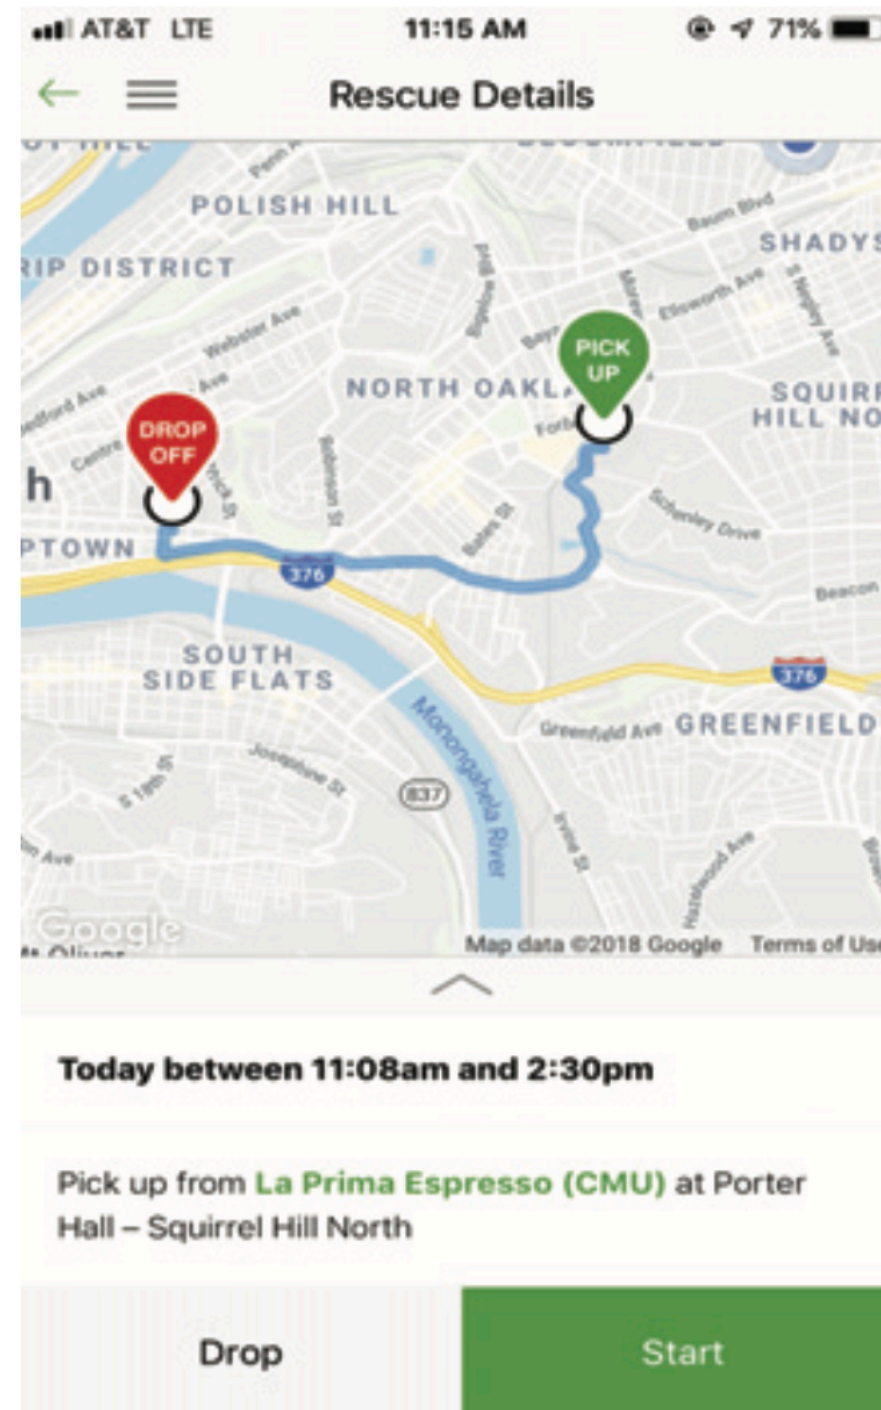 AT&T LTE 11:15 AM 71%
Rescue Details
Penn A
POLISH HILL
Baum Blvd
SHADYS
RIP DISTRICT
Bigelow Blvd
Ellsworth Ave
S Negley Ave
Webster Ave
PICK
UP
NORTH OAKL
SQUIRR
HILL NO
edford Ave
Ave
DROP
OFF
Centre
Forb
Robinson St
h
Bates St
Schenley Drive
PTOWN
376
Beacon
SOUTH
SIDE FLATS
376
Monongahela River
Greenfield Ave
GREENFIELD
Josephine St
S 18th St
837
Irvine St
Hazelwood Ave
on Ave
Google
Map data ©2018 Google Terms of Use
Today between 11:08am and 2:30pm
Pick up from La Prima Espresso (CMU) at Porter
Hall – Squirrel Hill North
Drop Start